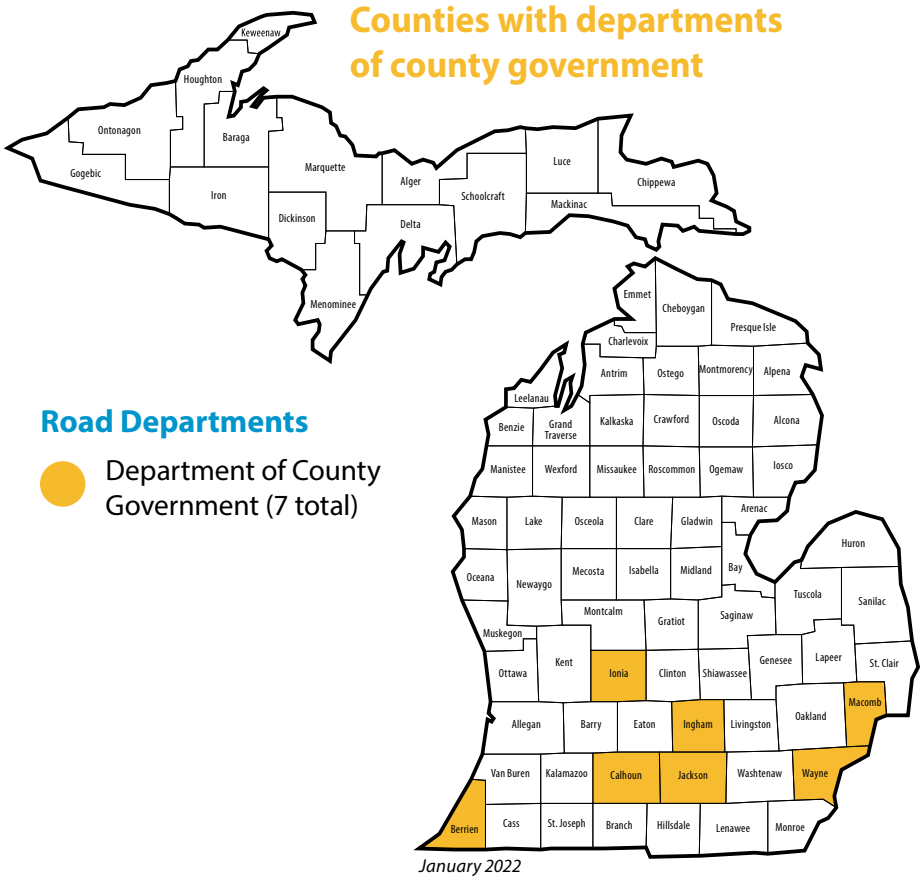 Counties with departments
of county government
Keweenaw
Houghton
Ontonagon
Baraga
Gogebic
Marquette
Iron
Alger
Luce
Chippewa
Schoolcraft
Mackinac
Dickinson
Delta
Menominee
Emmet
Cheboygan
Presque Isle
Charlevoix
Antrim
Ostego
Montmorency
Alpena
Leelanau
Benzie
Grand
Traverse
Kalkaska
Crawford
Oscoda
Alcona
Road Departments
Department of County
Government (7 total)
Manistee
Wexford
Missaukee
Roscommon
Ogemaw
Iosco
Mason
Lake
Osceola
Clare
Gladwin
Arenac
Huron
Oceana
Newaygo
Mecosta
Isabella
Midland
Bay
Tuscola
Sanilac
Montcalm
Gratiot
Saginaw
Muskegon
Ottawa
Kent
Ionia
Clinton
Shiawassee
Genesee
Lapeer
St. Clair
Allegan
Barry
Eaton
Ingham
Livingston
Oakland
Macomb
Van Buren
Kalamazoo
Calhoun
Jackson
Washtenaw
Wayne
Berrien
Cass
St. Joseph
Branch
Hillsdale
Lenawee
Monroe
January 2022